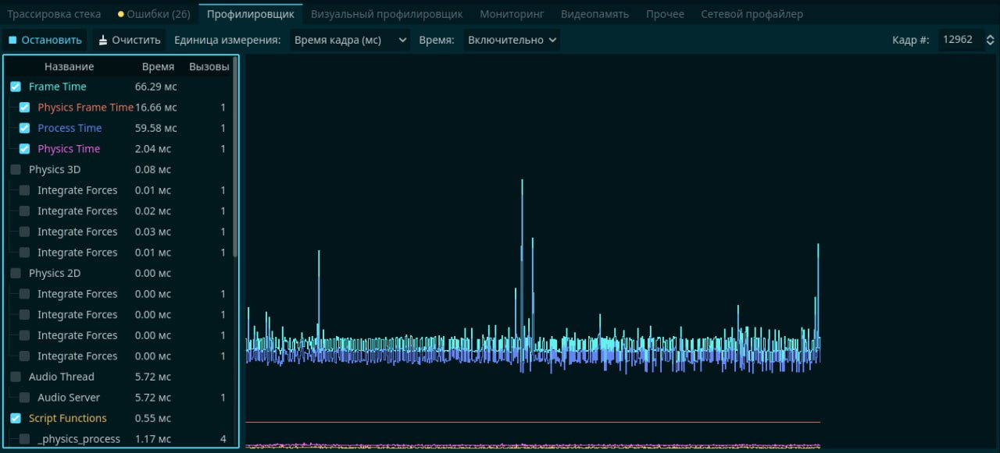 Трассировка стека Ошибки (26) Профилировщик Визуальный профилировщик Мониторинг Видеопамять Прочее Сетевой профайлер
Остановить Очистить Единица измерения: Время кадра (мс) Время: Включительно Кадр #: 12962
Название Время Вызовы
Frame Time 66.29 мс
Physics Frame Time 16.66 мс 1
Process Time 59.58 мс 1
Physics Time 2.04 мс 1
Physics 3D 0.08 мс
Integrate Forces 0.01 мс 1
Integrate Forces 0.02 мс 1
Integrate Forces 0.03 мс 1
Integrate Forces 0.01 мс 1
Physics 2D 0.00 мс
Integrate Forces 0.00 мс 1
Integrate Forces 0.00 мс 1
Integrate Forces 0.00 мс 1
Integrate Forces 0.00 мс 1
Audio Thread 5.72 мс
Audio Server 5.72 мс 1
Script Functions 0.55 мс
_physics_process 1.17 мс 4